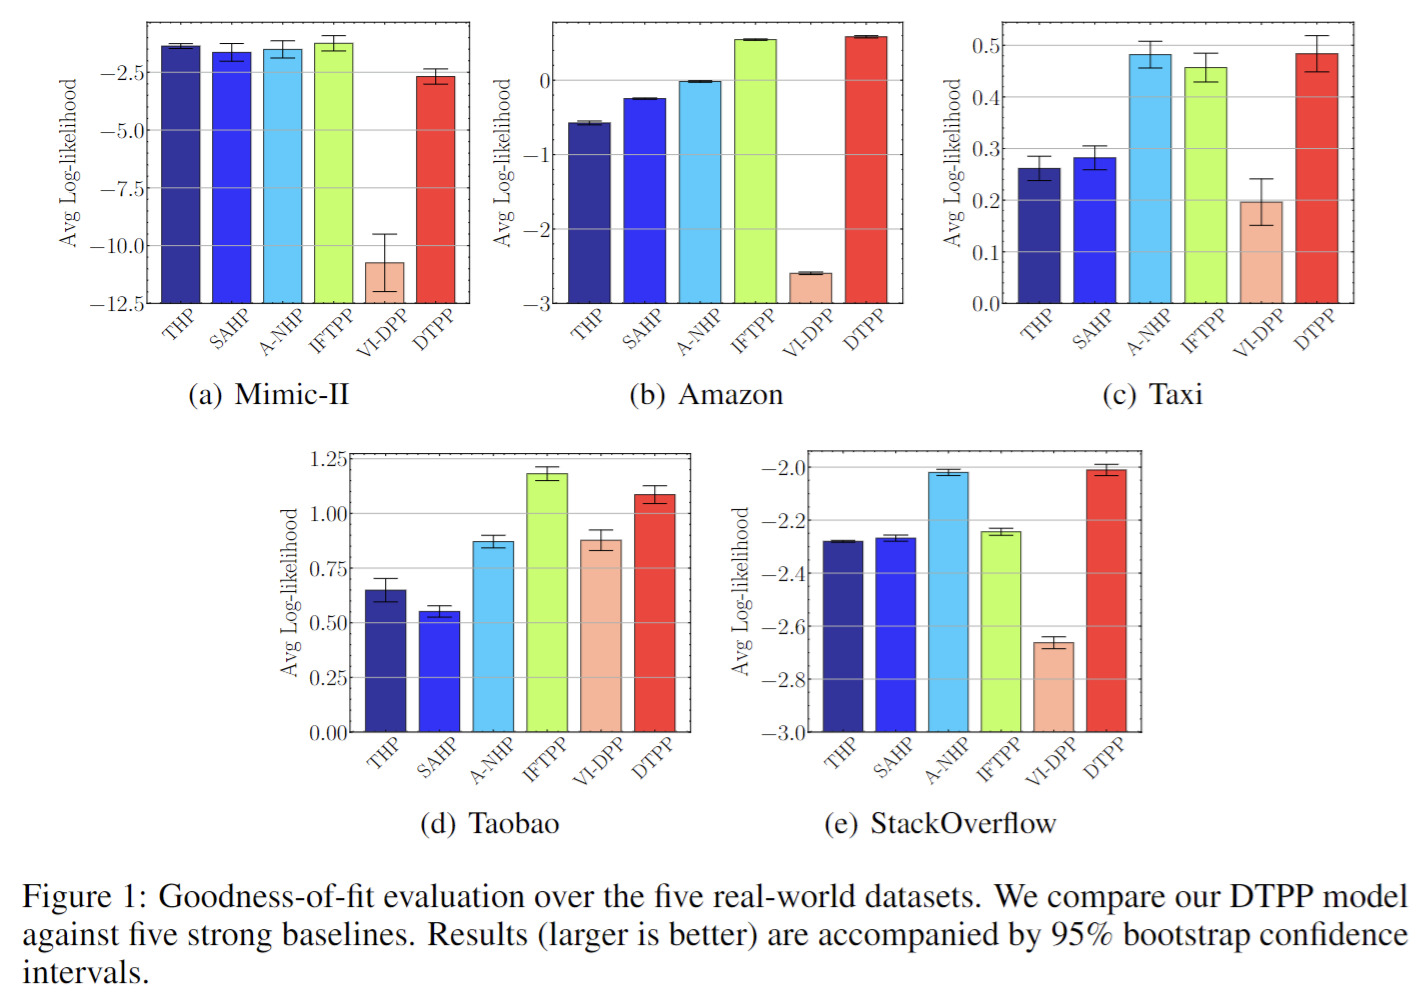 Avg Log-likelihood
−2.5
−5.0
−7.5
−10.0
−12.5
THP
SAHP
A-NHP
IFTPP
VI-DPP
DTPP
(a) Mimic-II
Avg Log-likelihood
0
−1
−2
−3
THP
SAHP
A-NHP
IFTPP
VI-DPP
DTPP
(b) Amazon
Avg Log-likelihood
0.5
0.4
0.3
0.2
0.1
0.0
THP
SAHP
A-NHP
IFTPP
VI-DPP
DTPP
(c) Taxi
Avg Log-likelihood
1.25
1.00
0.75
0.50
0.25
0.00
THP
SAHP
A-NHP
IFTPP
VI-DPP
DTPP
(d) Taobao
Avg Log-likelihood
−2.0
−2.2
−2.4
−2.6
−2.8
−3.0
THP
SAHP
A-NHP
IFTPP
VI-DPP
DTPP
(e) StackOverflow
Figure 1: Goodness-of-fit evaluation over the five real-world datasets. We compare our DTPP model
against five strong baselines. Results (larger is better) are accompanied by 95% bootstrap confidence
intervals.